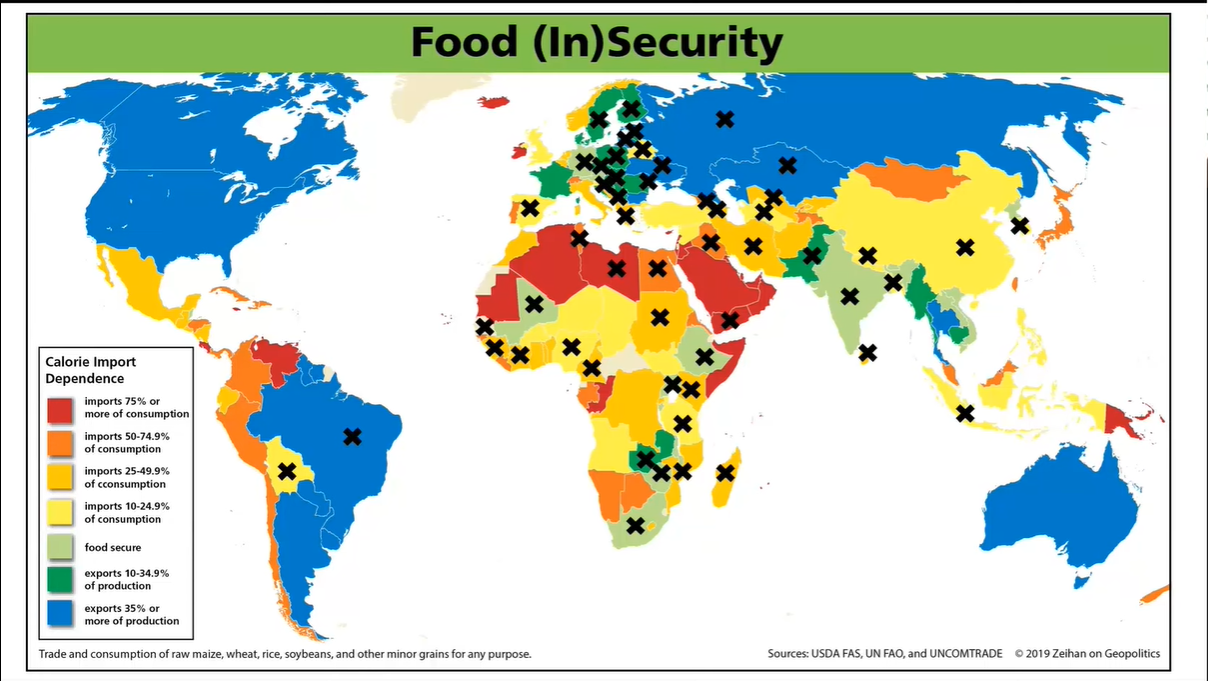 Food (In)Security
Calorie Import
Dependence
imports 75% or
more of consumption
imports 50-74.9%
of consumption
imports 25-49.9%
of cconsumption
imports 10-24.9%
of consumption
food secure
exports 10-34.9%
of production
exports 35% or
more of production
Trade and consumption of raw maize, wheat, rice, soybeans, and other minor grains for any purpose.
Sources: USDA FAS, UN FAO, and UNCOMTRADE © 2019 Zeihan on Geopolitics